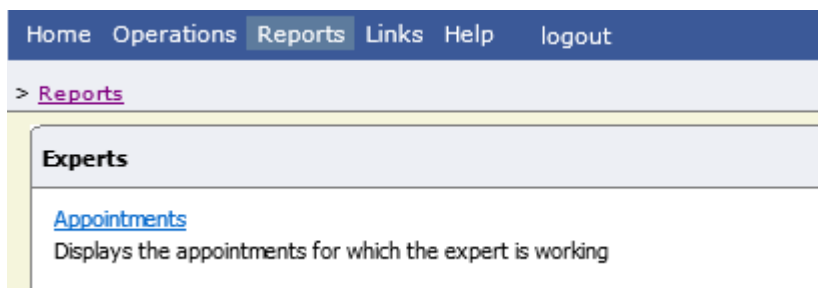 Home Operations Reports Links Help logout
> Reports
Experts
Appointments
Displays the appointments for which the expert is working